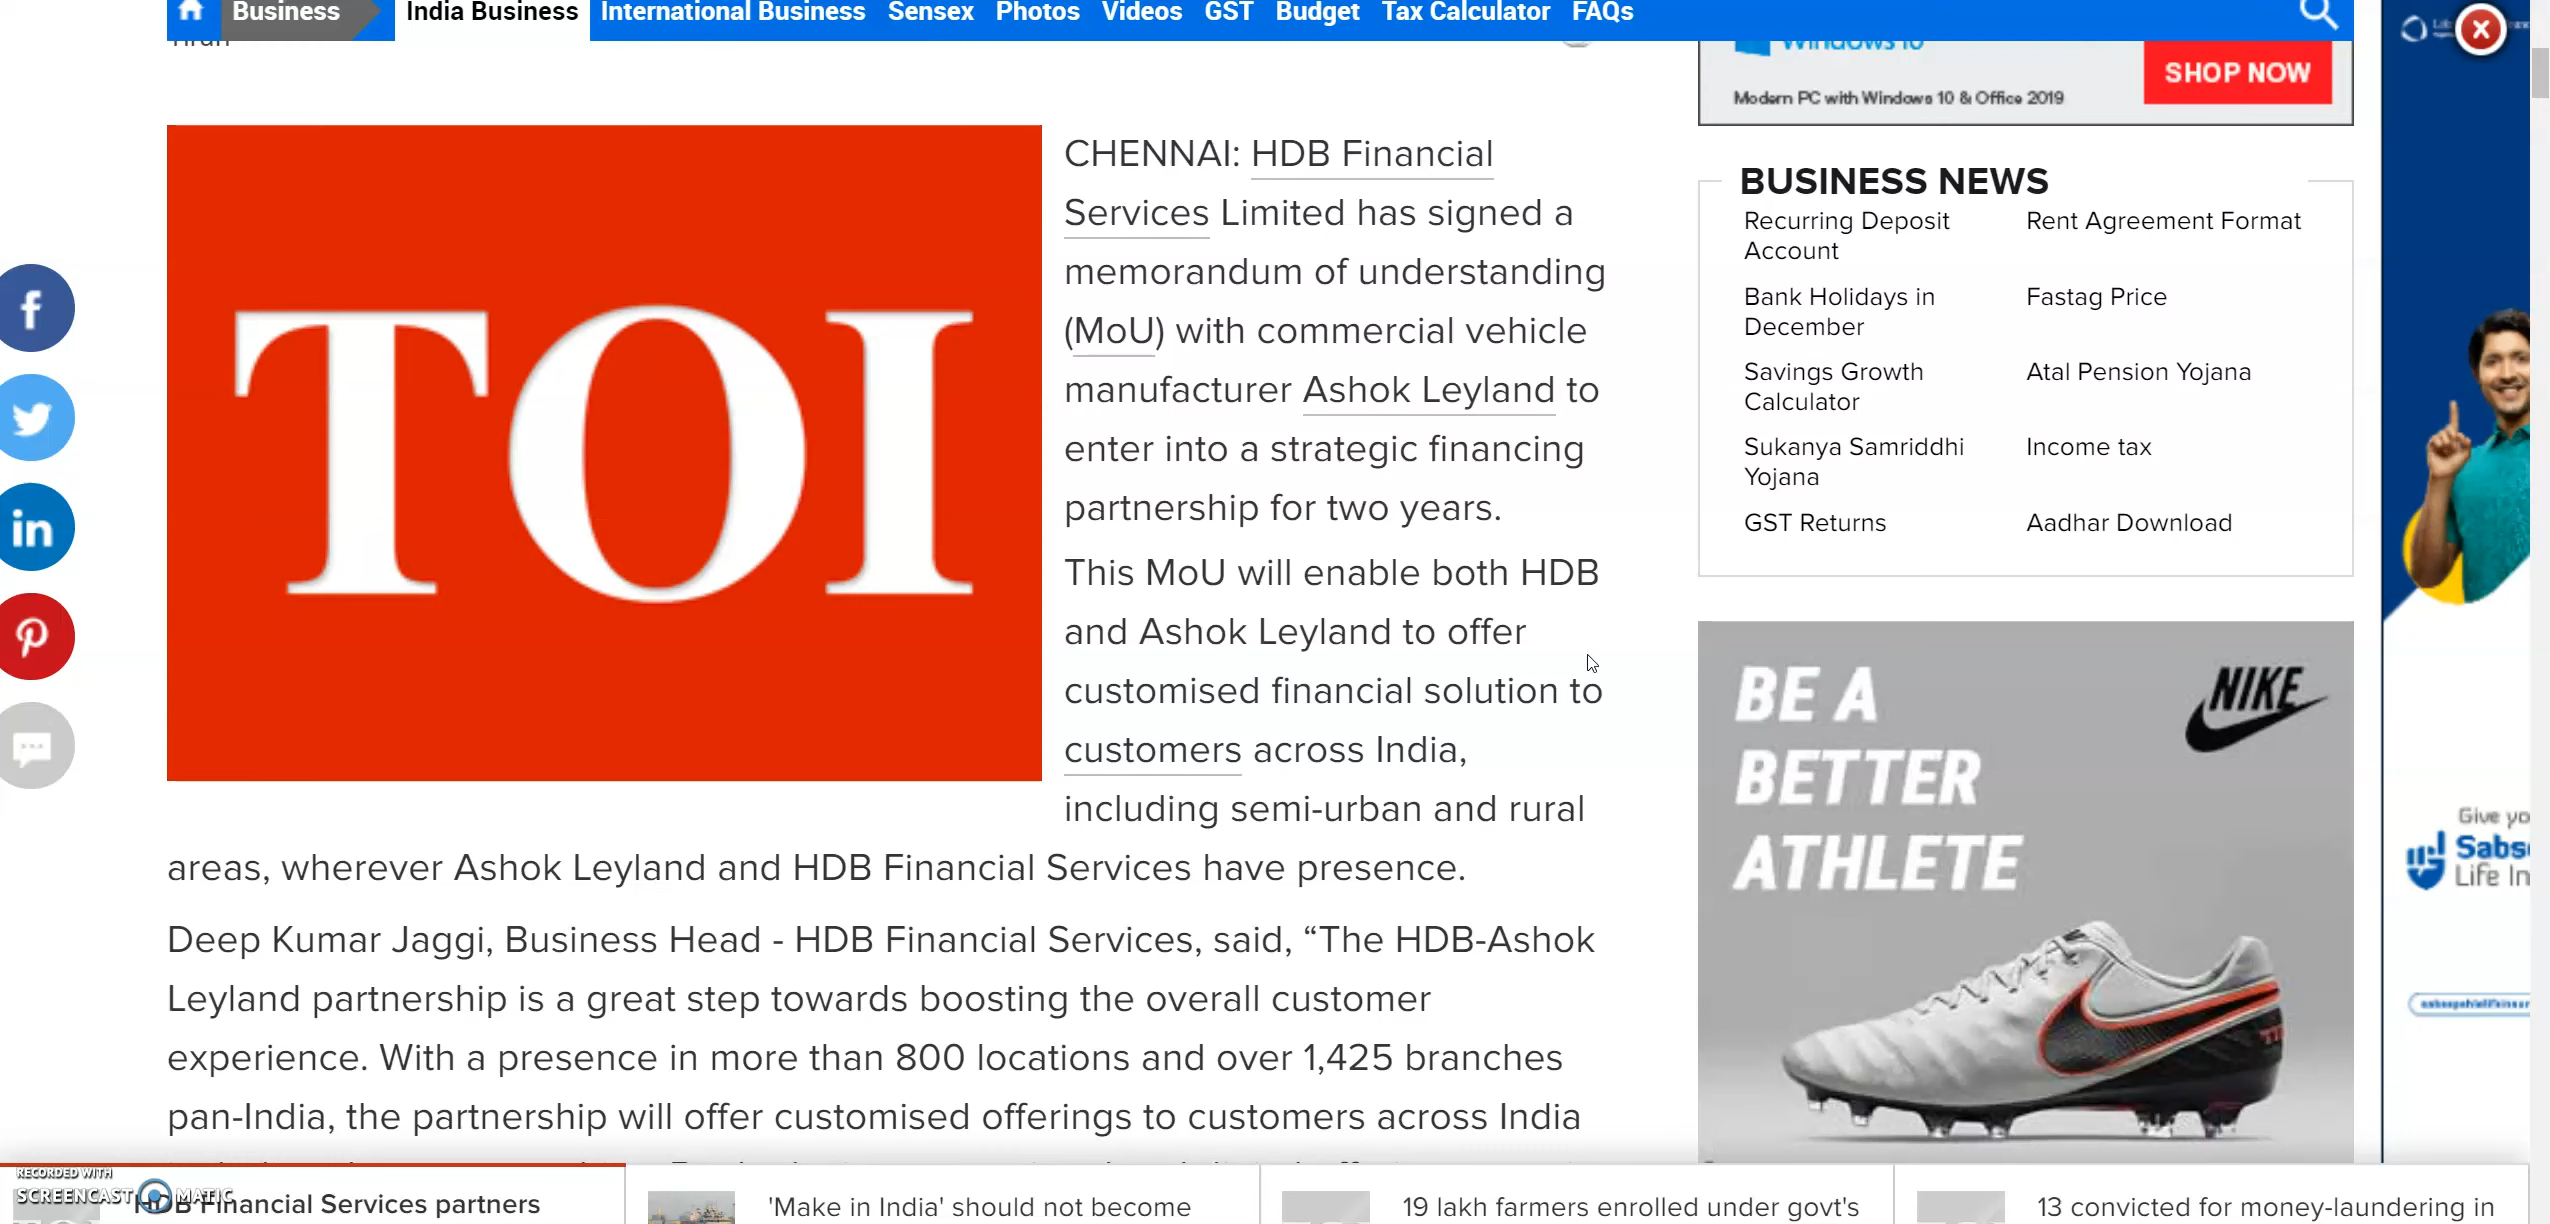 Business India Business International Business Sensex Photos Videos GST Budget Tax Calculator FAQs
Windows 10
SHOP NOW
Modern PC with Windows 10 & Office 2019
TOI
CHENNAI: HDB Financial
Services Limited has signed a
memorandum of understanding
(MoU) with commercial vehicle
manufacturer Ashok Leyland to
enter into a strategic financing
partnership for two years.
This MoU will enable both HDB
and Ashok Leyland to offer
customised financial solution to
customers across India,
including semi-urban and rural
areas, wherever Ashok Leyland and HDB Financial Services have presence.
Deep Kumar Jaggi, Business Head - HDB Financial Services, said, “The HDB-Ashok
Leyland partnership is a great step towards boosting the overall customer
experience. With a presence in more than 800 locations and over 1,425 branches
pan-India, the partnership will offer customised offerings to customers across India
BUSINESS NEWS
Recurring Deposit
Account
Rent Agreement Format
Bank Holidays in
December
Fastag Price
Savings Growth
Calculator
Atal Pension Yojana
Sukanya Samriddhi
Yojana
Income tax
GST Returns
Aadhar Download
BE A
BETTER
ATHLETE
NIKE
Give yo
Sabs
Life In
RECORDED WITH
SCREENCAST MATIC
HDB Financial Services partners
'Make in India' should not become
19 lakh farmers enrolled under govt's
13 convicted for money-laundering in